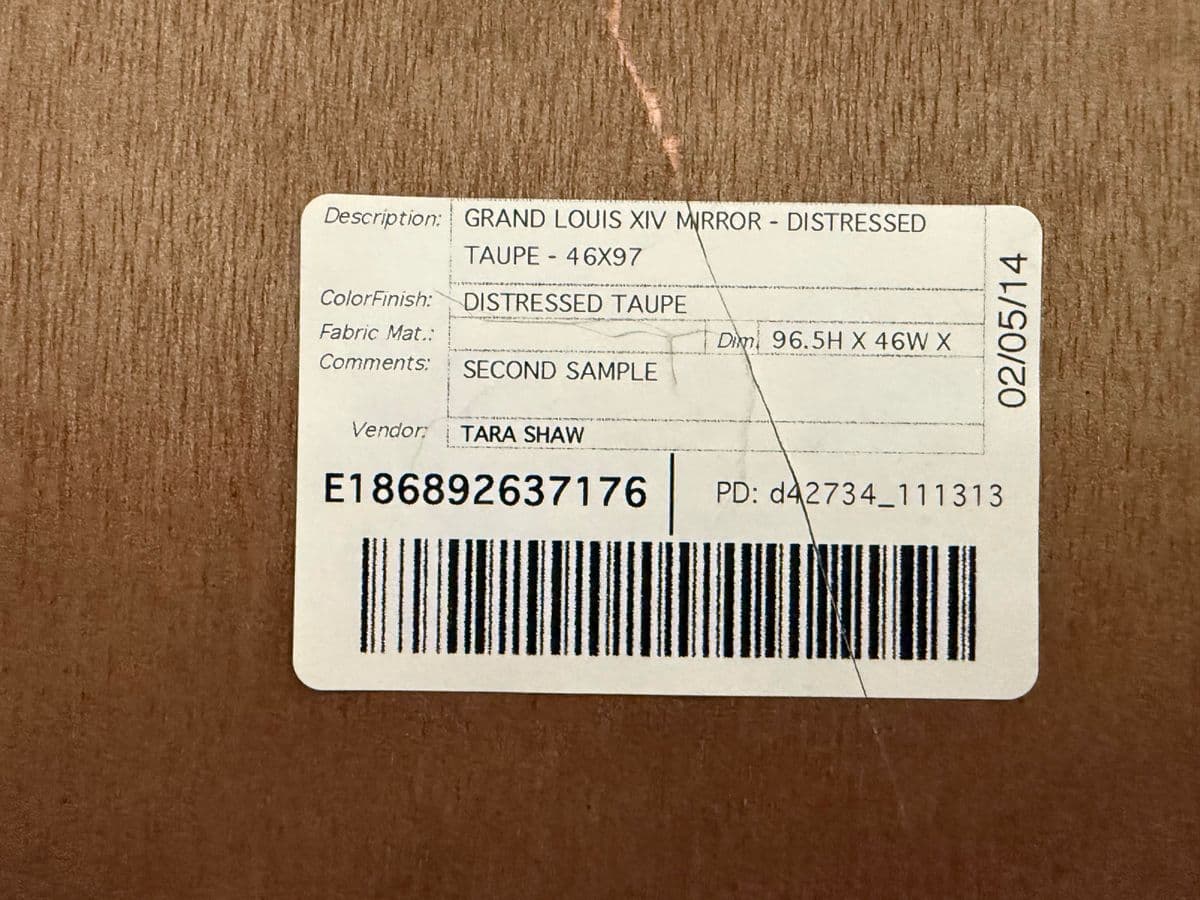 Description: GRAND LOUIS XIV MIRROR - DISTRESSED
TAUPE - 46X97
ColorFinish: DISTRESSED TAUPE
Fabric Mat.:
Dim. 96.5H X 46W X
Comments: SECOND SAMPLE
Vendor: TARA SHAW
02/05/14
E186892637176
PD: d42734_111313